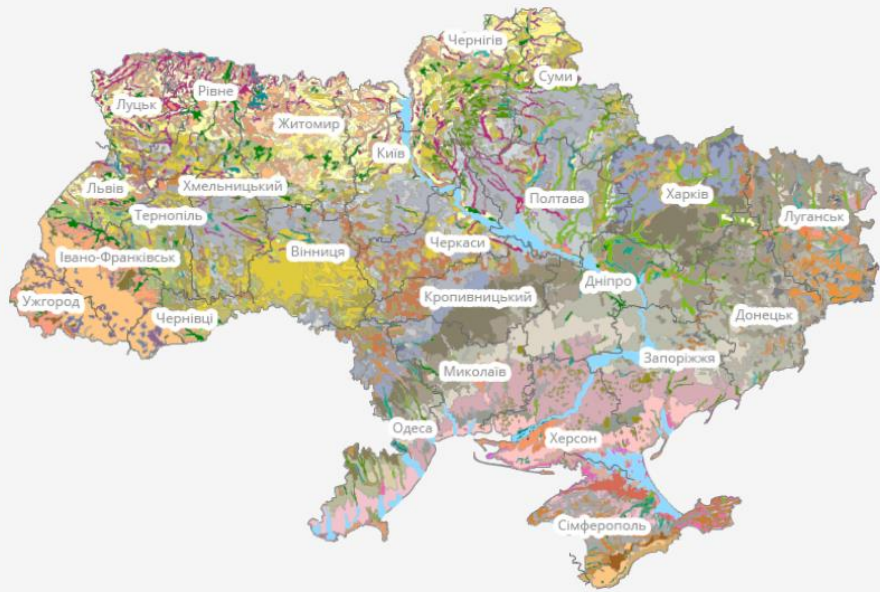 Чернігів
Суми
Рівне
Луцьк
Житомир
Київ
Львів
Хмельницький
Полтава
Харків
Тернопіль
Луганськ
Вінниця
Черкаси
Івано-Франківськ
Дніпро
Ужгород
Кропивницький
Чернівці
Донецьк
Запоріжжя
Миколаїв
Одеса
Херсон
Сімферополь